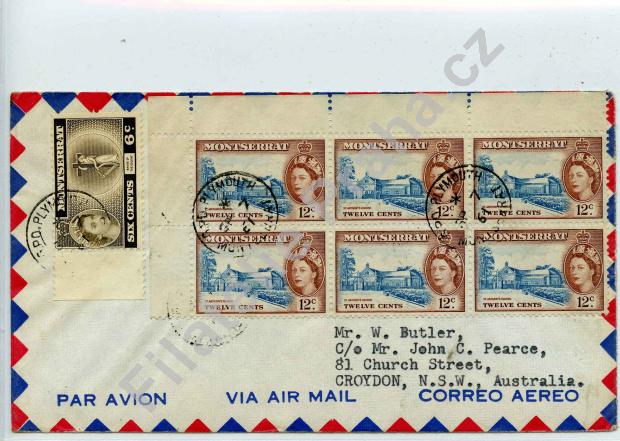 MONTSERRAT
SIX CENTS 6c
G.P.O. PLYMOUTH
MONTSERRAT
12c
TWELVE CENTS
MONTSERRAT
12c
TWELVE CENTS
MONTSERRAT
12c
TWELVE CENTS
G.P.O. PLYMOUTH
G.P.O. PLYMOUTH
MONTSERRAT
12c
TWELVE CENTS
MONTSERRAT
12c
TWELVE CENTS
MONTSERRAT
12c
TWELVE CENTS
Mr. W. Butler,
C/o Mr. John C. Pearce,
81 Church Street,
CROYDON, N.S.W., Australia.
PAR AVION VIA AIR MAIL CORREO AEREO